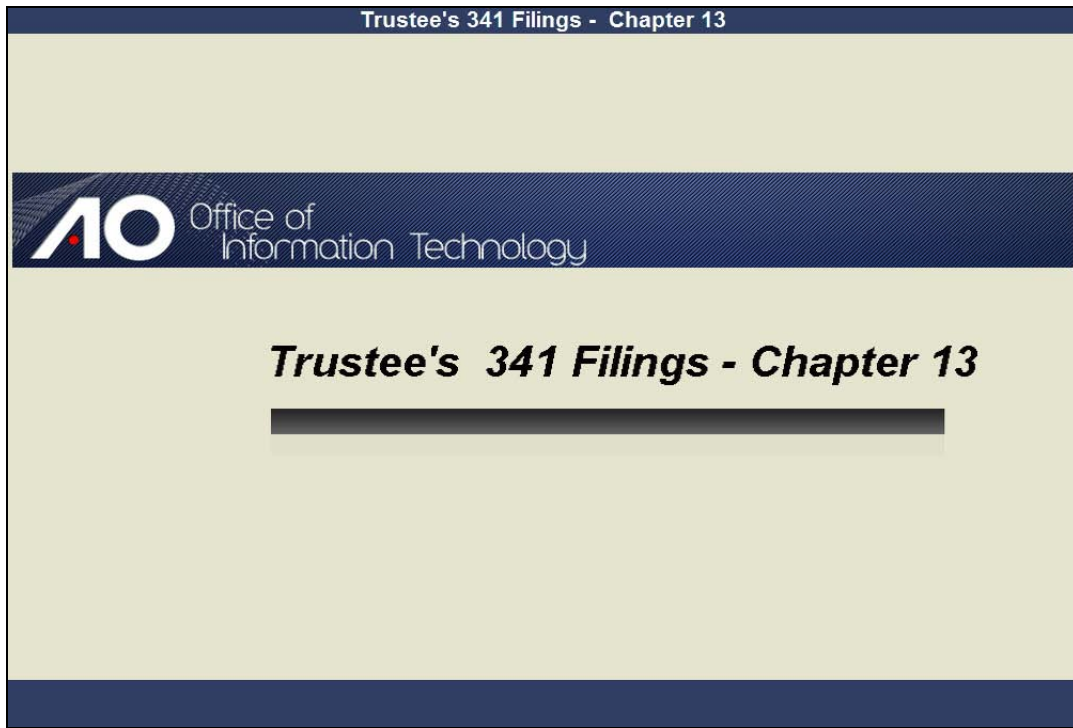 Trustee's 341 Filings - Chapter 13
AO Office of
Information Technology
Trustee's 341 Filings - Chapter 13